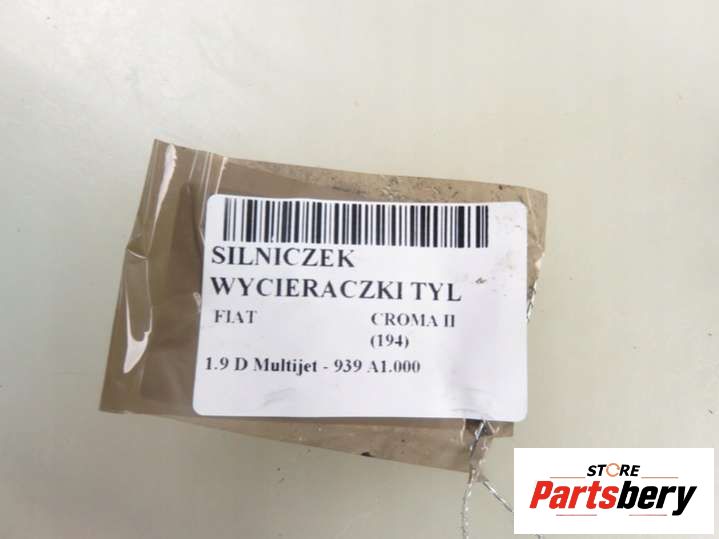 SILNICZEK
WYCIERACZKI TYL
FIAT CROMA II
(194)
1.9 D Multijet - 939 A1.000
STORE
Partsbery